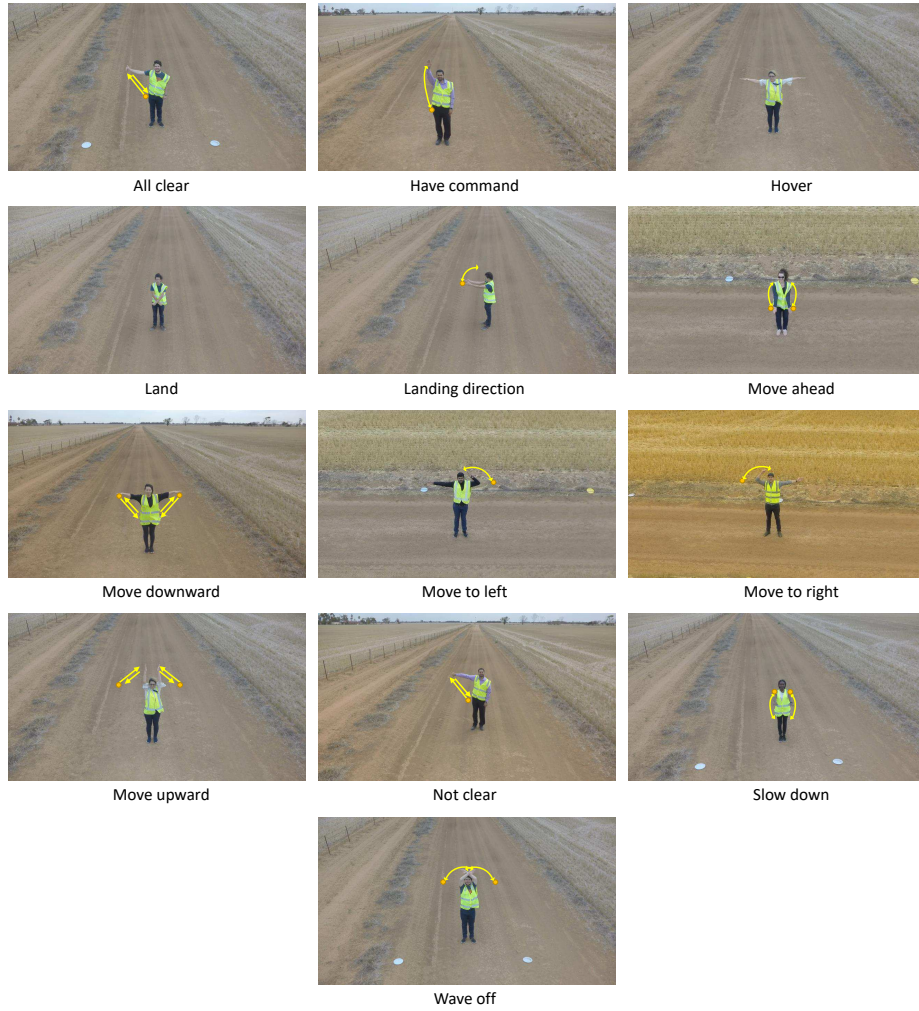 All clear
Have command
Hover
Land
Landing direction
Move ahead
Move downward
Move to left
Move to right
Move upward
Not clear
Slow down
Wave off